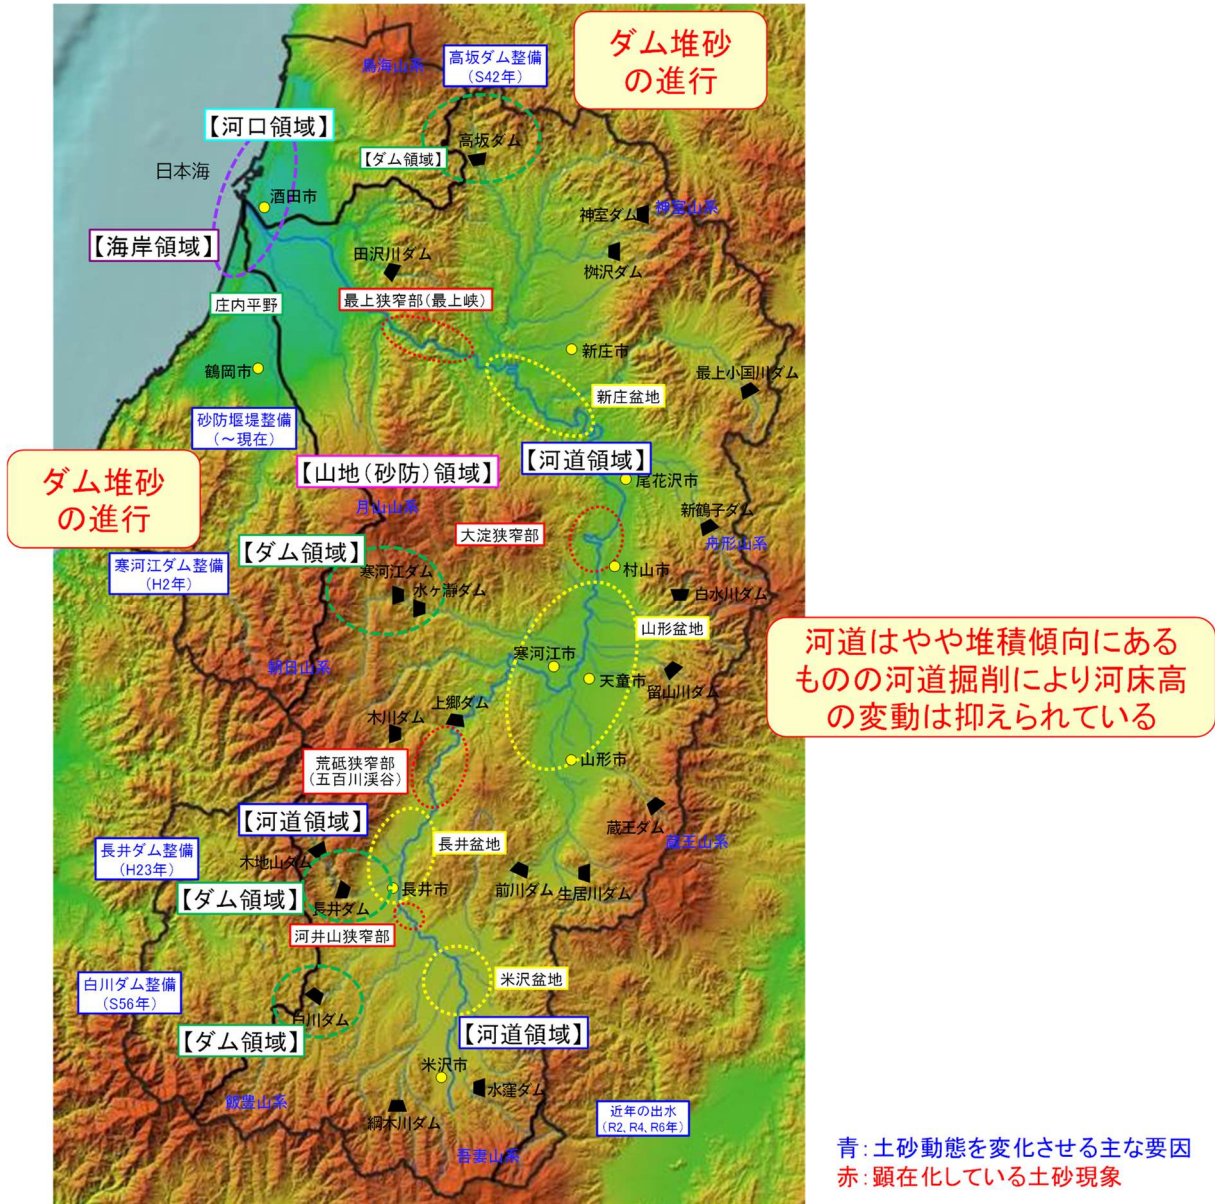 ダム堆砂
の進行
鳥海山系
高坂ダム整備
(S42年)
【河口領域】
高坂ダム
【ダム領域】
日本海
酒田市
神室ダム
神室山系
【海岸領域】
田沢川ダム
桝沢ダム
庄内平野
最上狭窄部(最上峡)
新庄市
鶴岡市
最上小国川ダム
新庄盆地
砂防堰堤整備
(～現在)
【河道領域】
ダム堆砂
の進行
【山地(砂防)領域】
尾花沢市
月山山系
新鶴子ダム
大淀狭窄部
舟形山系
【ダム領域】
寒河江ダム整備
(H2年)
寒河江ダム
村山市
水ヶ瀞ダム
白水川ダム
山形盆地
河道はやや堆積傾向にある
ものの河道掘削により河床高
の変動は抑えられている
寒河江市
朝日山系
天童市
留山川ダム
上郷ダム
木川ダム
荒砥狭窄部
(五百川渓谷)
山形市
蔵王ダム
【河道領域】
蔵王山系
長井ダム整備
(H23年)
長井盆地
木地山ダム
前川ダム
生居川ダム
長井市
【ダム領域】
長井ダム
河井山狭窄部
米沢盆地
白川ダム整備
(S56年)
白川ダム
【ダム領域】
【河道領域】
米沢市
水窪ダム
飯豊山系
綱木川ダム
近年の出水
(R2、R4、R6年)
吾妻山系
青：土砂動態を変化させる主な要因
赤：顕在化している土砂現象